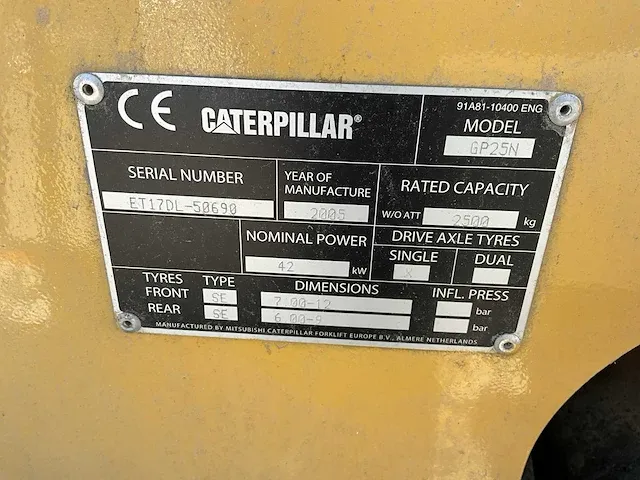 CE CATERPILLAR®
91A81-10400 ENG
MODEL
GP25N
SERIAL NUMBER
ET17DL-50690
YEAR OF
MANUFACTURE
2005
RATED CAPACITY
W/O ATT 2500 kg
NOMINAL POWER
42 kW
DRIVE AXLE TYRES
SINGLE DUAL
X
TYRES TYPE DIMENSIONS INFL. PRESS
FRONT SE 7.00-12 bar
REAR SE 6.00-9 bar
MANUFACTURED BY MITSUBISHI CATERPILLAR FORKLIFT EUROPE B.V., ALMERE NETHERLANDS